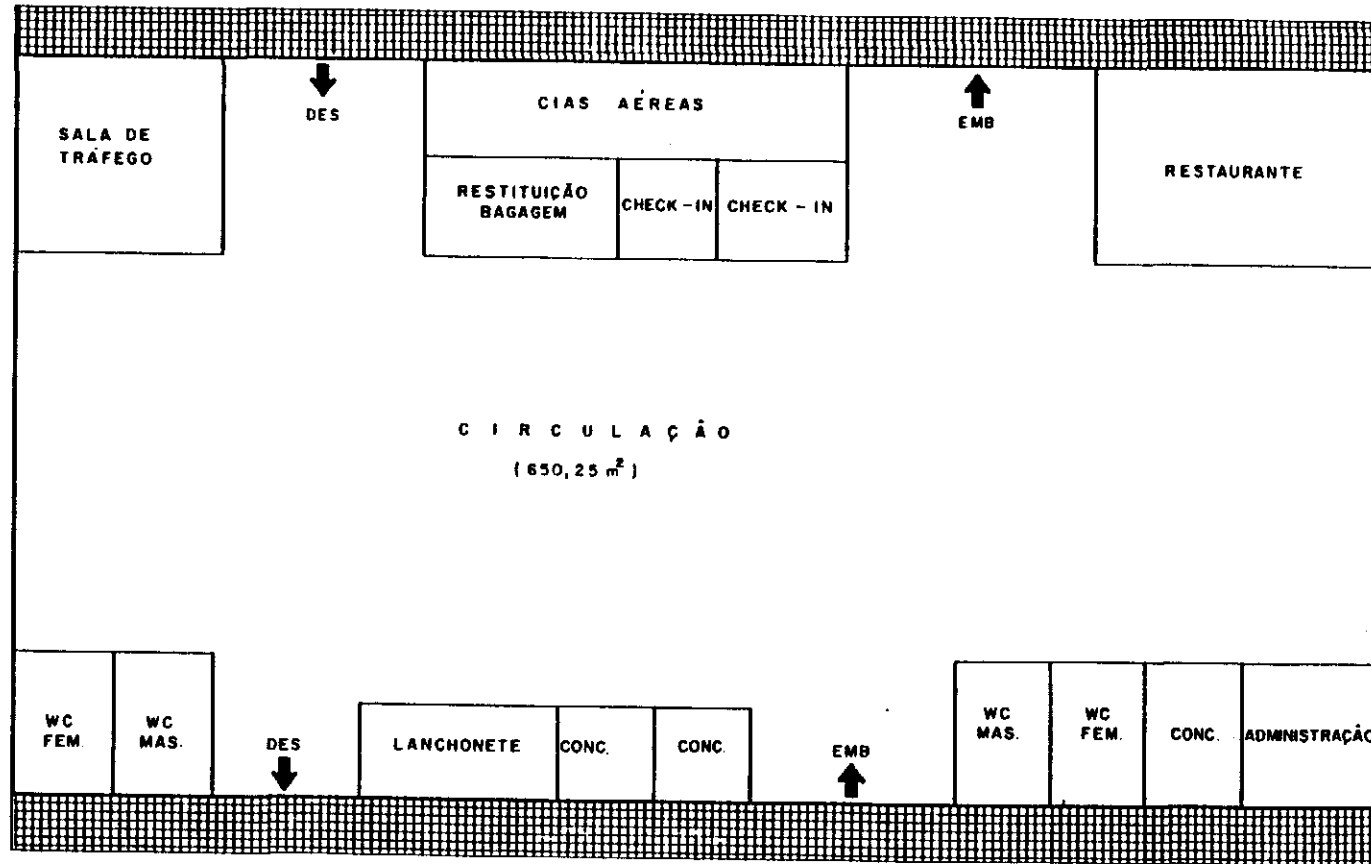 DES
CIAS AÉREAS
EMB
SALA DE
TRÁFEGO
RESTITUIÇÃO
BAGAGEM
CHECK-IN
CHECK - IN
RESTAURANTE
CIRCULAÇÃO
(650,25 m²)
WC
FEM.
WC
MAS.
DES
LANCHONETE
CONC.
CONC.
EMB
WC
MAS.
WC
FEM.
CONC.
ADMINISTRAÇÃO